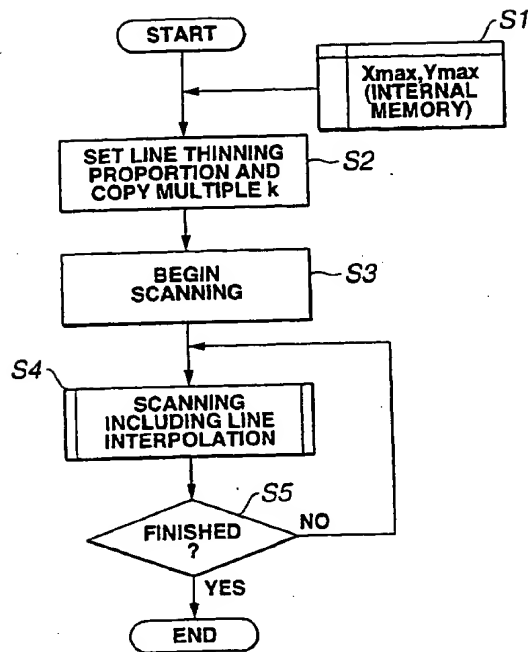 START
S1
Xmax,Ymax
(INTERNAL
MEMORY)
SET LINE THINNING
PROPORTION AND
COPY MULTIPLE k
S2
BEGIN
SCANNING
S3
S4
SCANNING
INCLUDING LINE
INTERPOLATION
S5
FINISHED
?
NO
YES
END